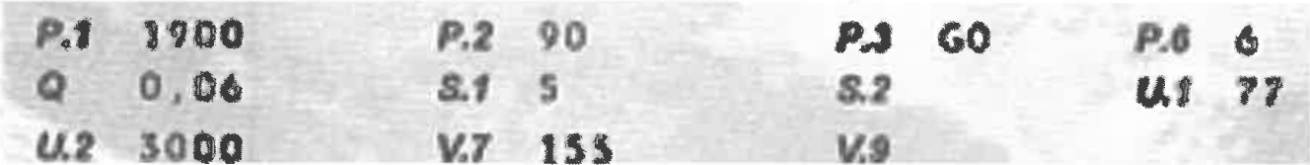 P.1 1900 P.2 90 P.3 GO P.6 6
Q 0,06 S.1 5 S.2 U.1 77
U.2 3000 V.7 155 V.9